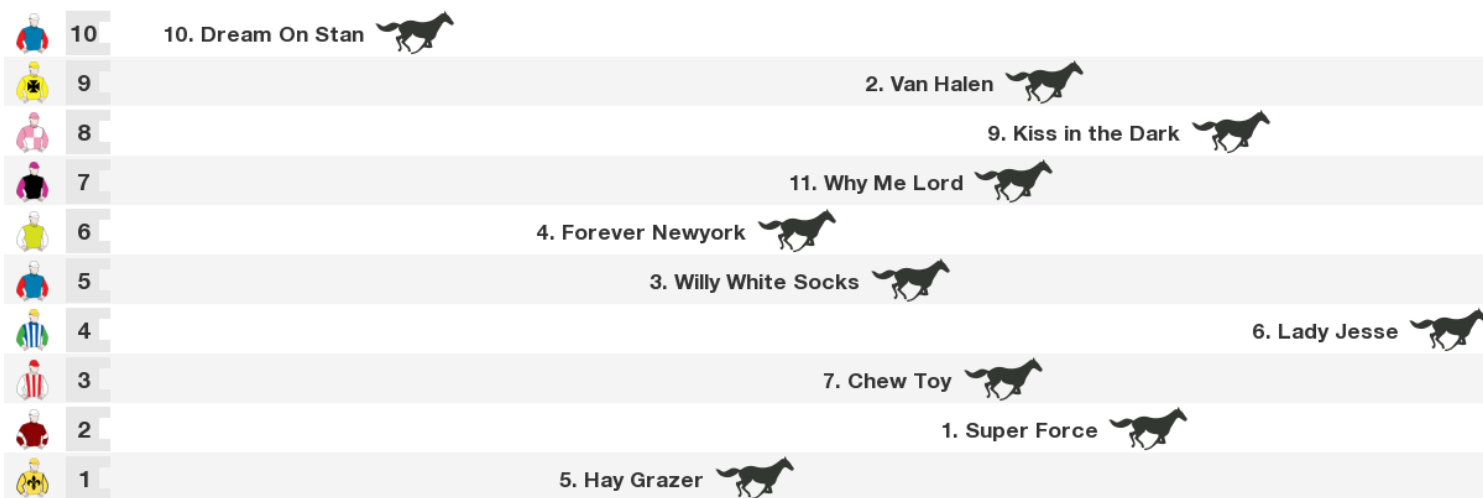 10 10. Dream On Stan
9 2. Van Halen
8 9. Kiss in the Dark
7 11. Why Me Lord
6 4. Forever Newyork
5 3. Willy White Socks
4 6. Lady Jesse
3 7. Chew Toy
2 1. Super Force
1 5. Hay Grazer